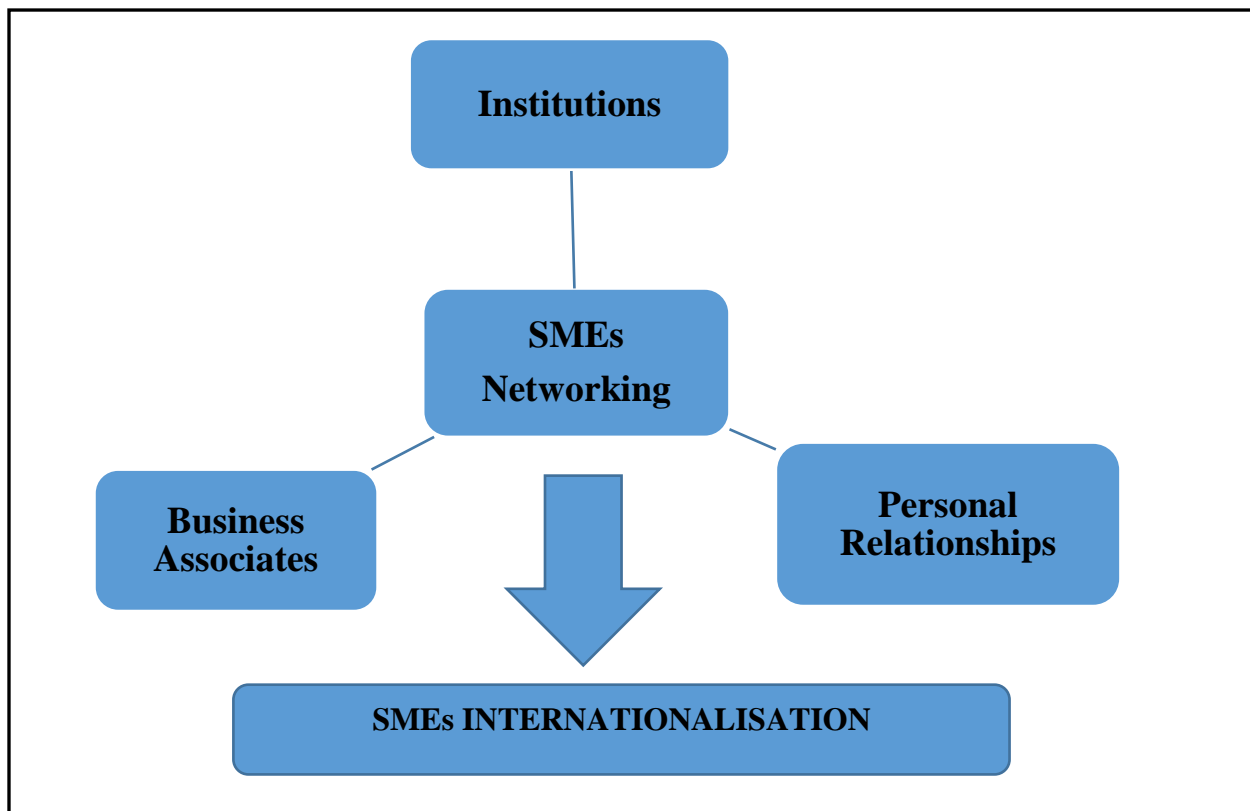 Institutions
SMEs
Networking
Business
Associates
Personal
Relationships
SMEs INTERNATIONALISATION